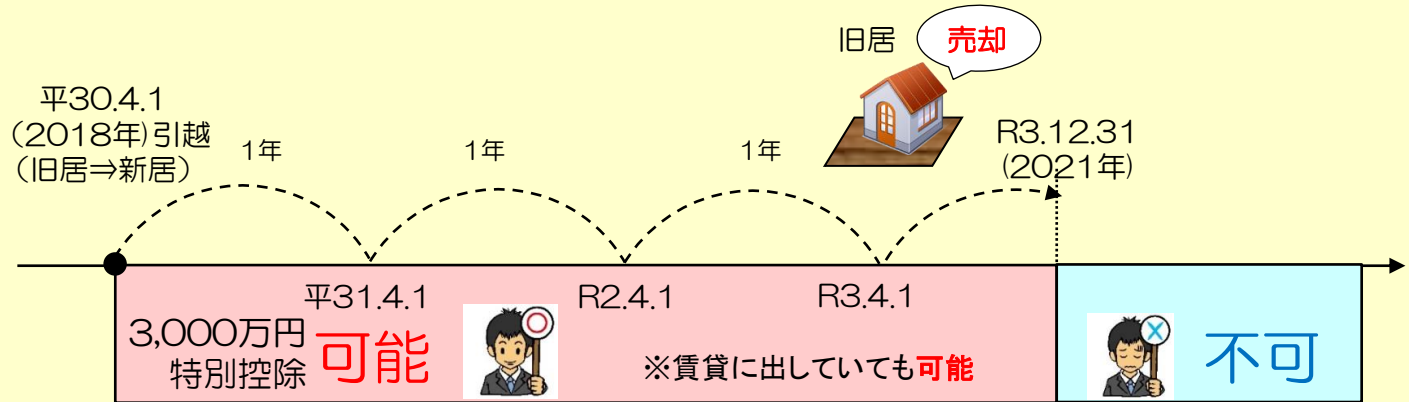 旧居
売却
平30.4.1
(2018年)引越
(旧居⇒新居)
1年
1年
1年
R3.12.31
(2021年)
平31.4.1
R2.4.1
R3.4.1
3,000万円
特別控除
可能
※賃貸に出していても可能
不可